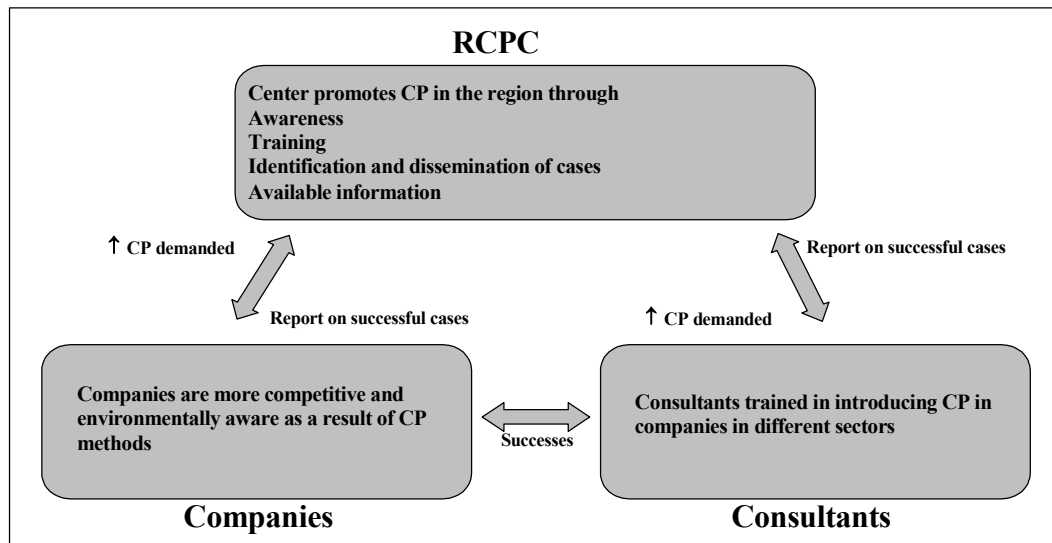 RCPC
Center promotes CP in the region through
Awareness
Training
Identification and dissemination of cases
Available information
↑ CP demanded
Report on successful cases
Report on successful cases
↑ CP demanded
Companies are more competitive and
environmentally aware as a result of CP
methods
Successes
Consultants trained in introducing CP in
companies in different sectors
Companies
Consultants